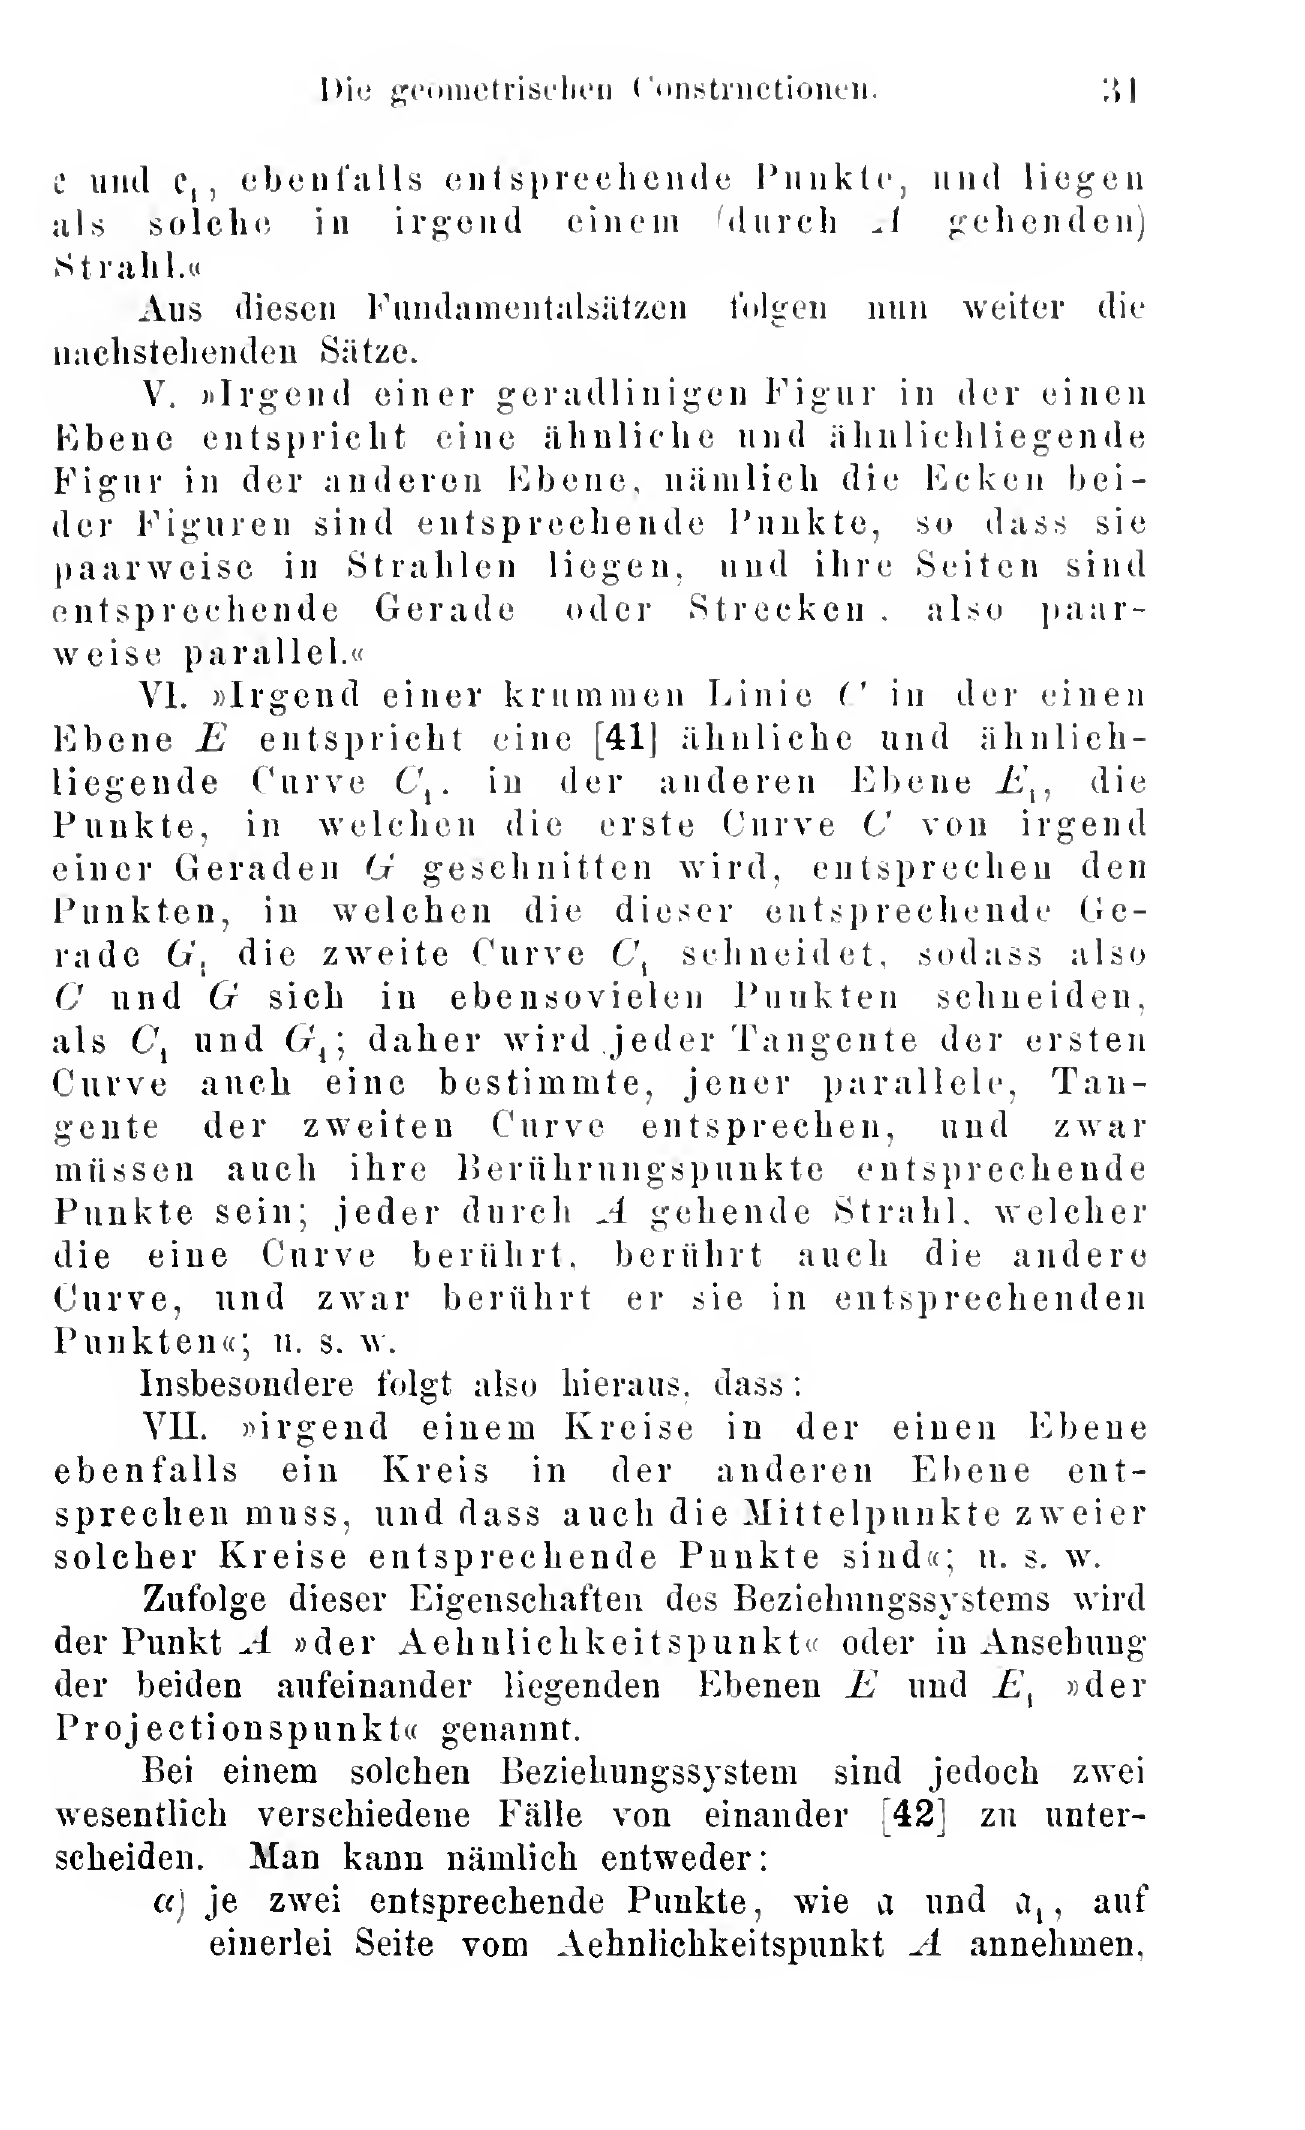 Die geometrischen Constructionen. 31
c und c₁, ebenfalls entsprechende Punkte, und liegen
als solche in irgend einem (durch A gehenden)
Strahl.«
Aus diesen Fundamentalsätzen folgen nun weiter die
nachstehenden Sätze.
V. »Irgend einer geradlinigen Figur in der einen
Ebene entspricht eine ähnliche und ähnlichliegende
Figur in der anderen Ebene, nämlich die Ecken bei-
der Figuren sind entsprechende Punkte, so dass sie
paarweise in Strahlen liegen, und ihre Seiten sind
entsprechende Gerade oder Strecken, also paar-
weise parallel.«
VI. »Irgend einer krummen Linie C in der einen
Ebene E entspricht eine [41] ähnliche und ähnlich-
liegende Curve C₁. in der anderen Ebene E₁, die
Punkte, in welchen die erste Curve C von irgend
einer Geraden G geschnitten wird, entsprechen den
Punkten, in welchen die dieser entsprechende Ge-
rade G₁ die zweite Curve C₁ schneidet, sodass also
C und G sich in ebensovielen Punkten schneiden,
als C₁ und G₁; daher wird jeder Tangente der ersten
Curve auch eine bestimmte, jener parallele, Tan-
gente der zweiten Curve entsprechen, und zwar
müssen auch ihre Berührungspunkte entsprechende
Punkte sein; jeder durch A gehende Strahl, welcher
die eine Curve berührt, berührt auch die andere
Curve, und zwar berührt er sie in entsprechenden
Punkten«; u. s. w.
Insbesondere folgt also hieraus, dass:
VII. »irgend einem Kreise in der einen Ebene
ebenfalls ein Kreis in der anderen Ebene ent-
sprechen muss, und dass auch die Mittelpunkte zweier
solcher Kreise entsprechende Punkte sind«; u. s. w.
Zufolge dieser Eigenschaften des Beziehungssystems wird
der Punkt A »der Aehnlichkeitspunkt« oder in Ansehung
der beiden aufeinander liegenden Ebenen E und E₁ »der
Projectionspunkt« genannt.
Bei einem solchen Beziehungssystem sind jedoch zwei
wesentlich verschiedene Fälle von einander [42] zu unter-
scheiden. Man kann nämlich entweder:
α) je zwei entsprechende Punkte, wie a und a₁, auf
einerlei Seite vom Aehnlichkeitspunkt A annehmen,